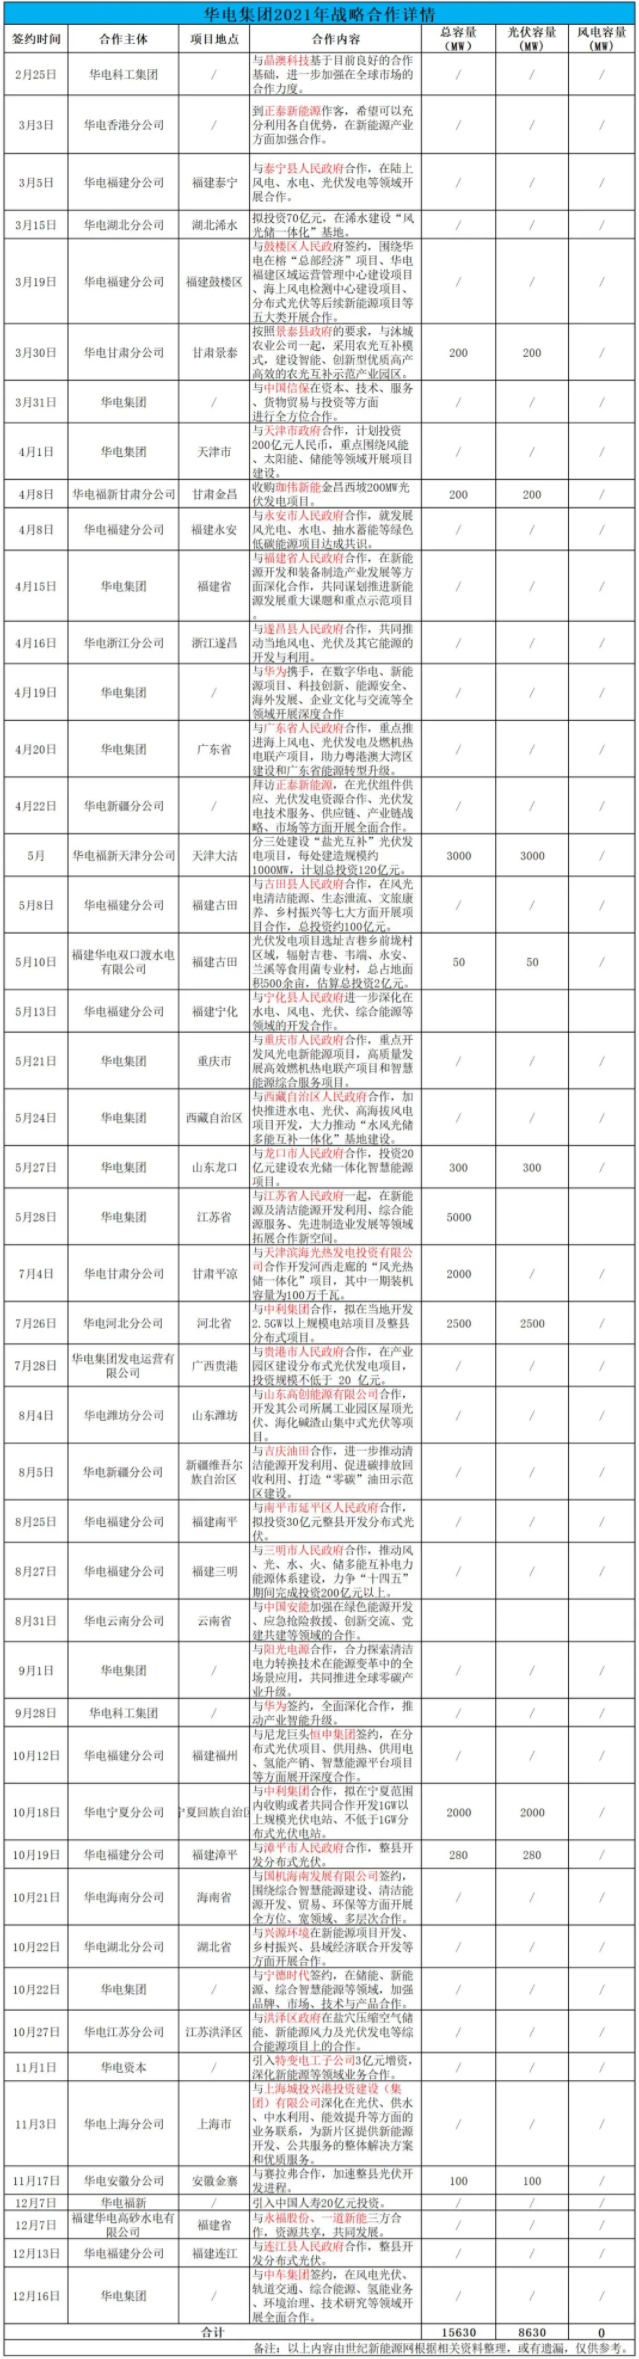 华电集团2021年战略合作详情
签约时间 合作主体 项目地点 合作内容 总容量（MW） 光伏容量（MW） 风电容量（MW）
2月25日 华电科工集团 / 与晶澳科技基于目前良好的合作基础，进一步加强在全球市场的合作力度。 / / /
3月3日 华电香港分公司 / 到正泰新能源作客，希望可以充分利用各自优势，在新能源产业方面加强合作。 / / /
3月5日 华电福建分公司 福建泰宁 与泰宁县人民政府合作，在陆上风电、水电、光伏发电等领域开展合作。 / / /
3月15日 华电湖北分公司 湖北浠水 拟投资70亿元，在浠水建设“风光储一体化”基地。 / / /
3月19日 华电福建分公司 福建鼓楼区 与鼓楼区人民政府签约，围绕华电在榕“总部经济”项目、华电福建区域运营管理中心建设项目、海上风电检测中心建设项目、分布式光伏等后续新能源项目等五大类开展合作。 / / /
3月30日 华电甘肃分公司 甘肃景泰 按照景泰县政府的要求，与沐城农业公司一起，采用农光互补模式，建设智能、创新型优质高产高效的农光互补示范产业园区。 200 200 /
3月31日 华电集团 / 与中国信保在资本、技术、服务、货物贸易与投资等方面进行全方位合作。 / / /
4月1日 华电集团 天津市 与天津市政府合作，计划投资200亿元人民币，重点围绕风能、太阳能、储能等领域开展项目建设。 / / /
4月8日 华电福新甘肃分公司 甘肃金昌 收购珈伟新能金昌西坡200MW光伏发电项目。 200 200 /
4月8日 华电福建分公司 福建永安 与永安市人民政府合作，就发展风光电、水电、抽水蓄能等绿色低碳能源项目达成共识。 / / /
4月15日 华电集团 福建省 与福建省人民政府合作，在新能源开发和装备制造产业发展等方面深化合作，共同谋划推进新能源发展重大课题和重点示范项目。 / / /
4月16日 华电浙江分公司 浙江遂昌 与遂昌县人民政府合作，共同推动当地风电、光伏及其它能源的开发与利用。 / / /
4月19日 华电集团 / 与华为携手，在数字华电、新能源项目、科技创新、能源安全、海外发展、企业文化与交流等全领域开展深度合作 / / /
4月20日 华电集团 广东省 与广东省人民政府合作，重点推进海上风电、光伏发电及燃机热电联产项目，助力粤港澳大湾区建设和广东省能源转型升级。 / / /
4月22日 华电新疆分公司 / 拜访正泰新能源，在光伏组件供应、光伏发电资源合作、光伏发电技术服务、供应链、产业链战略、市场等方面开展全面合作。 / / /
5月 华电福新天津分公司 天津大沽 分三处建设“盐光互补”光伏发电项目，每处建造规模约1000MW，计划总投资120亿元。 3000 3000 /
5月8日 华电福建分公司 福建古田 与古田县人民政府合作，在风光电清洁能源、生态泄流、文旅康养、乡村振兴等七大方面开展项目合作，总投资约100亿元。 / / /
5月10日 福建华电双口渡水电有限公司 福建古田 光伏发电项目选址吉巷乡前垅村区域，辐射吉巷、韦端、永安、兰溪等食用菌专业村，总占地面积500余亩，估算总投资2亿元。 50 50 /
5月13日 华电福建分公司 福建宁化 与宁化县人民政府进一步深化在水电、风电、光伏、综合能源等领域的开发合作。 / / /
5月21日 华电集团 重庆市 与重庆市人民政府合作，重点开发风光电新能源项目，高质量发展高效燃机热电联产项目和智慧能源综合服务项目。 / / /
5月24日 华电集团 西藏自治区 与西藏自治区人民政府合作，加快推进水电、光伏、高海拔风电项目开发，大力推动“水风光储多能互补一体化”基地建设。 / / /
5月27日 华电集团 山东龙口 与龙口市人民政府合作，投资20亿元建设农光储一体化智慧能源项目。 300 300 /
5月28日 华电集团 江苏省 与江苏省人民政府一起，在新能源及清洁能源开发利用、综合能源服务、先进制造业发展等领域拓展合作新空间。 5000
7月4日 华电甘肃分公司 甘肃平凉 与天津滨海光热发电投资有限公司合作开发河西走廊的“风光热储一体化”项目，其中一期装机容量为100万千瓦。 2000 / /
7月26日 华电河北分公司 河北省 与中利集团合作，拟在当地开发2.5GW以上规模电站项目及整县分布式项目。 2500 2500 /
7月28日 华电集团发电运营有限公司 广西贵港 与贵港市人民政府合作，在产业园区建设分布式光伏发电项目，投资规模不低于 20 亿元。 / / /
8月4日 华电潍坊分公司 山东潍坊 与山东高创能源有限公司合作，开发其公司所属工业园区屋顶光伏、海化碱渣山集中式光伏等项目。 / / /
8月5日 华电新疆分公司 新疆维吾尔族自治区 与吉庆油田合作，进一步推动清洁能源开发利用、促进碳排放回收利用、打造“零碳”油田示范区建设。 / / /
8月25日 华电福建分公司 福建南平 与南平市延平区人民政府合作，拟投资30亿元整县开发分布式光伏。 / / /
8月27日 华电福建分公司 福建三明 与三明市人民政府合作，推动风、光、水、火、储多能互补电力能源体系建设，力争“十四五”期间完成投资200亿元以上。 / / /
8月31日 华电云南分公司 云南省 与中国安能加强在绿色能源开发、应急抢险救援、创新交流、党建共建等领域的合作。 / / /
9月1日 华电集团 / 与阳光电源合作，合力探索清洁电力转换技术在能源变革中的全场景应用，共同推进全球零碳产业升级。 / / /
9月28日 华电科工集团 / 与华为签约，全面深化合作，推动产业智能升级。 / / /
10月12日 华电福建分公司 福建福州 与尼龙巨头恒申集团签约，在分布式光伏项目、供用热、供用电、氢能产销、智慧能源平台项目等方面展开深度合作。 / / /
10月18日 华电宁夏分公司 宁夏回族自治区 与中利集团合作，拟在宁夏范围内收购或者共同合作开发1GW以上规模光伏电站、不低于1GW分布式光伏电站。 2000 2000 /
10月19日 华电福建分公司 福建漳平 与漳平市人民政府合作，整县开发分布式光伏。 280 280 /
10月21日 华电海南分公司 海南省 与国机海南发展有限公司签约，围绕综合智慧能源建设、清洁能源开发、贸易、环保等方面开展全方位、宽领域、多层次合作。 / / /
10月22日 华电湖北分公司 湖北省 与兴源环境在新能源项目开发、乡村振兴、县域经济联合开发等方面开展合作。 / / /
10月22日 华电集团 / 与宁德时代签约，在储能、新能源、综合智慧能源等领域，加强品牌、市场、技术与产品合作。 / / /
10月27日 华电江苏分公司 江苏洪泽区 与洪泽区政府在盐穴压缩空气储能、新能源风力及光伏发电等综合能源项目上的合作。 / / /
11月1日 华电资本 / 引入特变电工子公司3亿元增资，深化新能源等领域业务合作。 / / /
11月3日 华电上海分公司 上海市 与上海城投兴港投资建设（集团）有限公司深化在光伏、供水、中水利用、能效提升等方面的业务联系，为新片区提供新能源开发、公共服务的整体解决方案和优质服务。 / / /
11月17日 华电安徽分公司 安徽金寨 与赛拉弗合作，加速整县光伏开发进程。 100 100 /
12月7日 华电福新 / 引入中国人寿20亿元投资。 / / /
12月7日 福建华电高砂水电有限公司 福建省 与永福股份、一道新能三方合作，资源共享，共同发展。 / / /
12月13日 华电福建分公司 福建连江 与连江县人民政府合作，整县开发分布式光伏。 / / /
12月16日 华电集团 / 与中车集团签约，在风电光伏、轨道交通、综合能源、氢能业务、环境治理、技术研究等领域开展全面合作。 / / /
合计 15630 8630 0
备注：以上内容由世纪新能源网根据相关资料整理，或有遗漏，仅供参考。